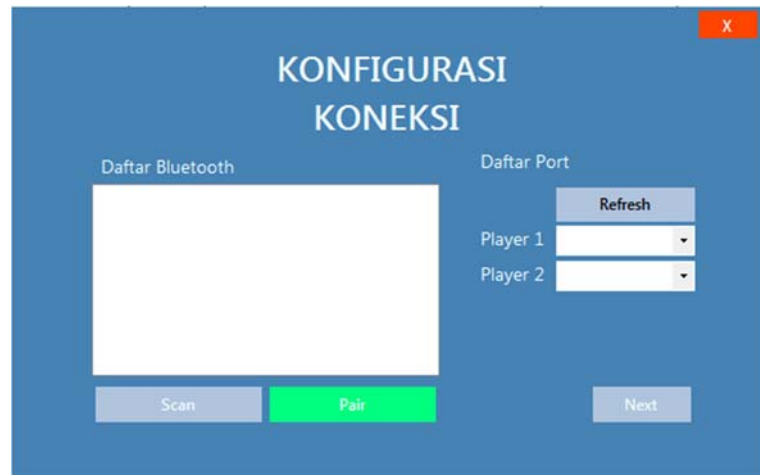 X
KONFIGURASI
KONEKSI
Daftar Bluetooth
Daftar Port
Refresh
Player 1
Player 2
Scan
Pair
Next